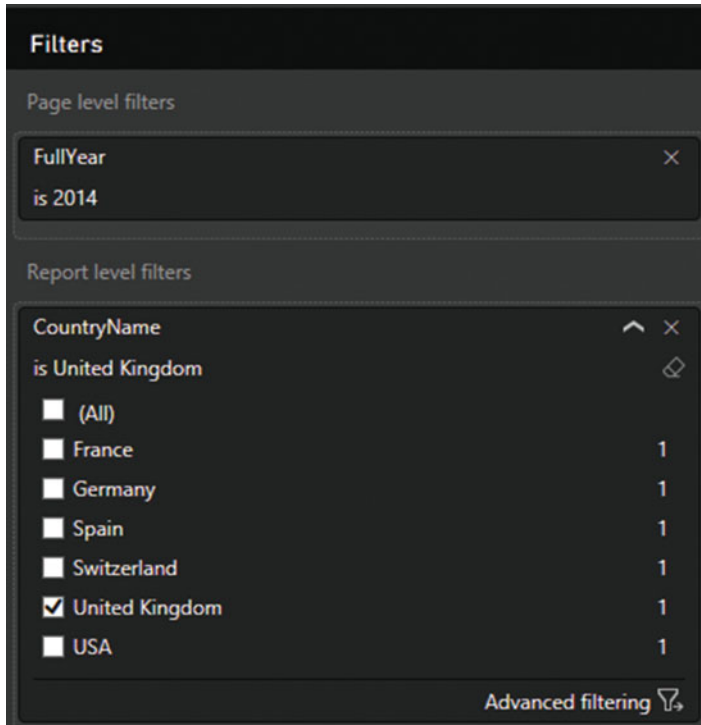 Filters
Page level filters
FullYear
is 2014
Report level filters
CountryName
is United Kingdom
(All)
France 1
Germany 1
Spain 1
Switzerland 1
United Kingdom 1
USA 1
Advanced filtering